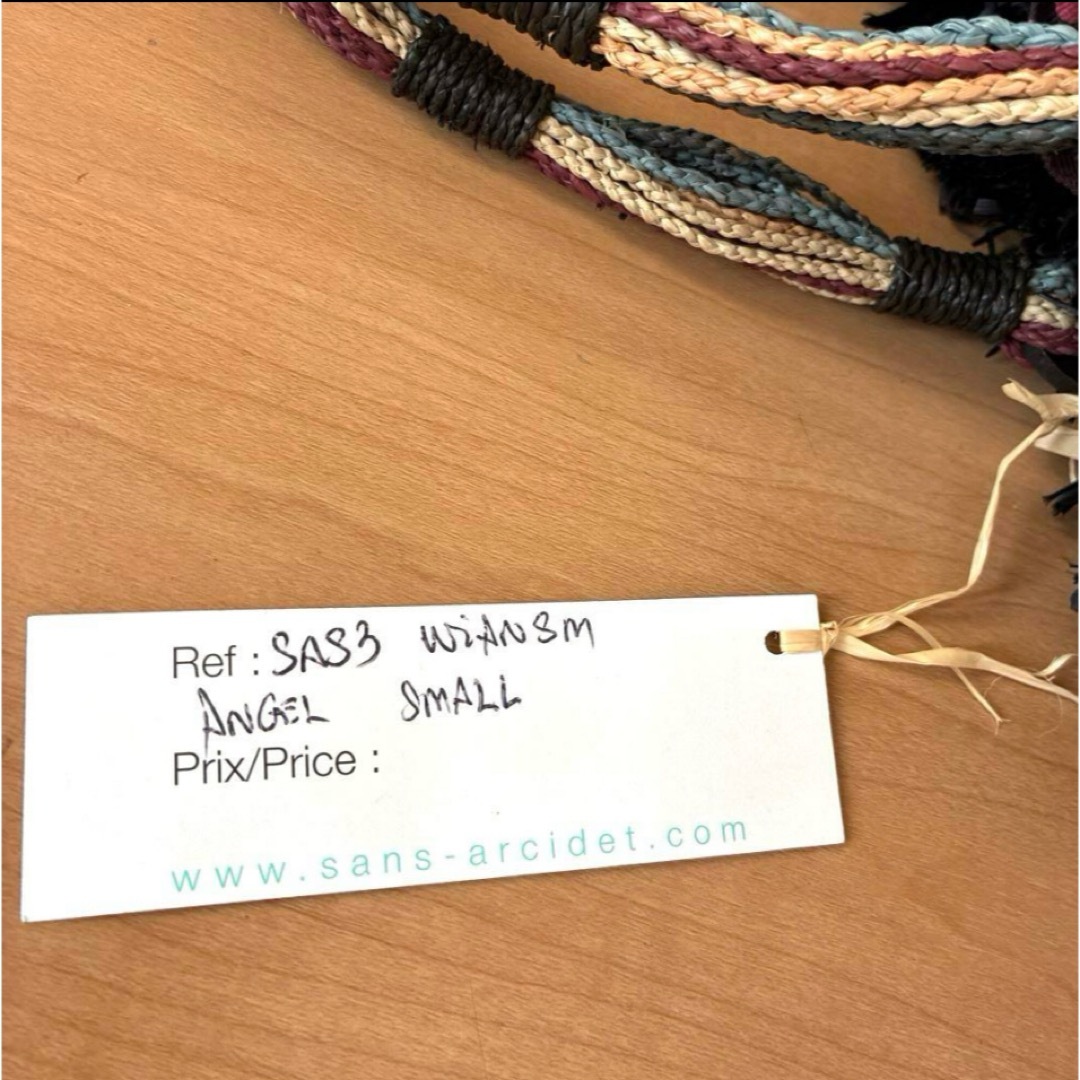 Ref : SAS3 WiANSM
ANGEL SMALL
Prix/Price :
www.sans-arcidet.com